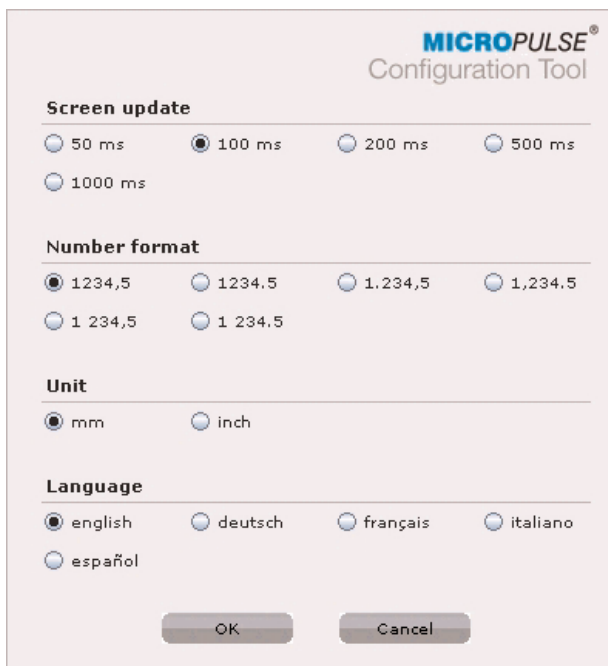 MICROPULSE®
Configuration Tool
Screen update
50 ms 100 ms 200 ms 500 ms
1000 ms
Number format
1234,5 1234.5 1.234,5 1,234.5
1 234,5 1 234.5
Unit
mm inch
Language
english deutsch français italiano
español
OK Cancel